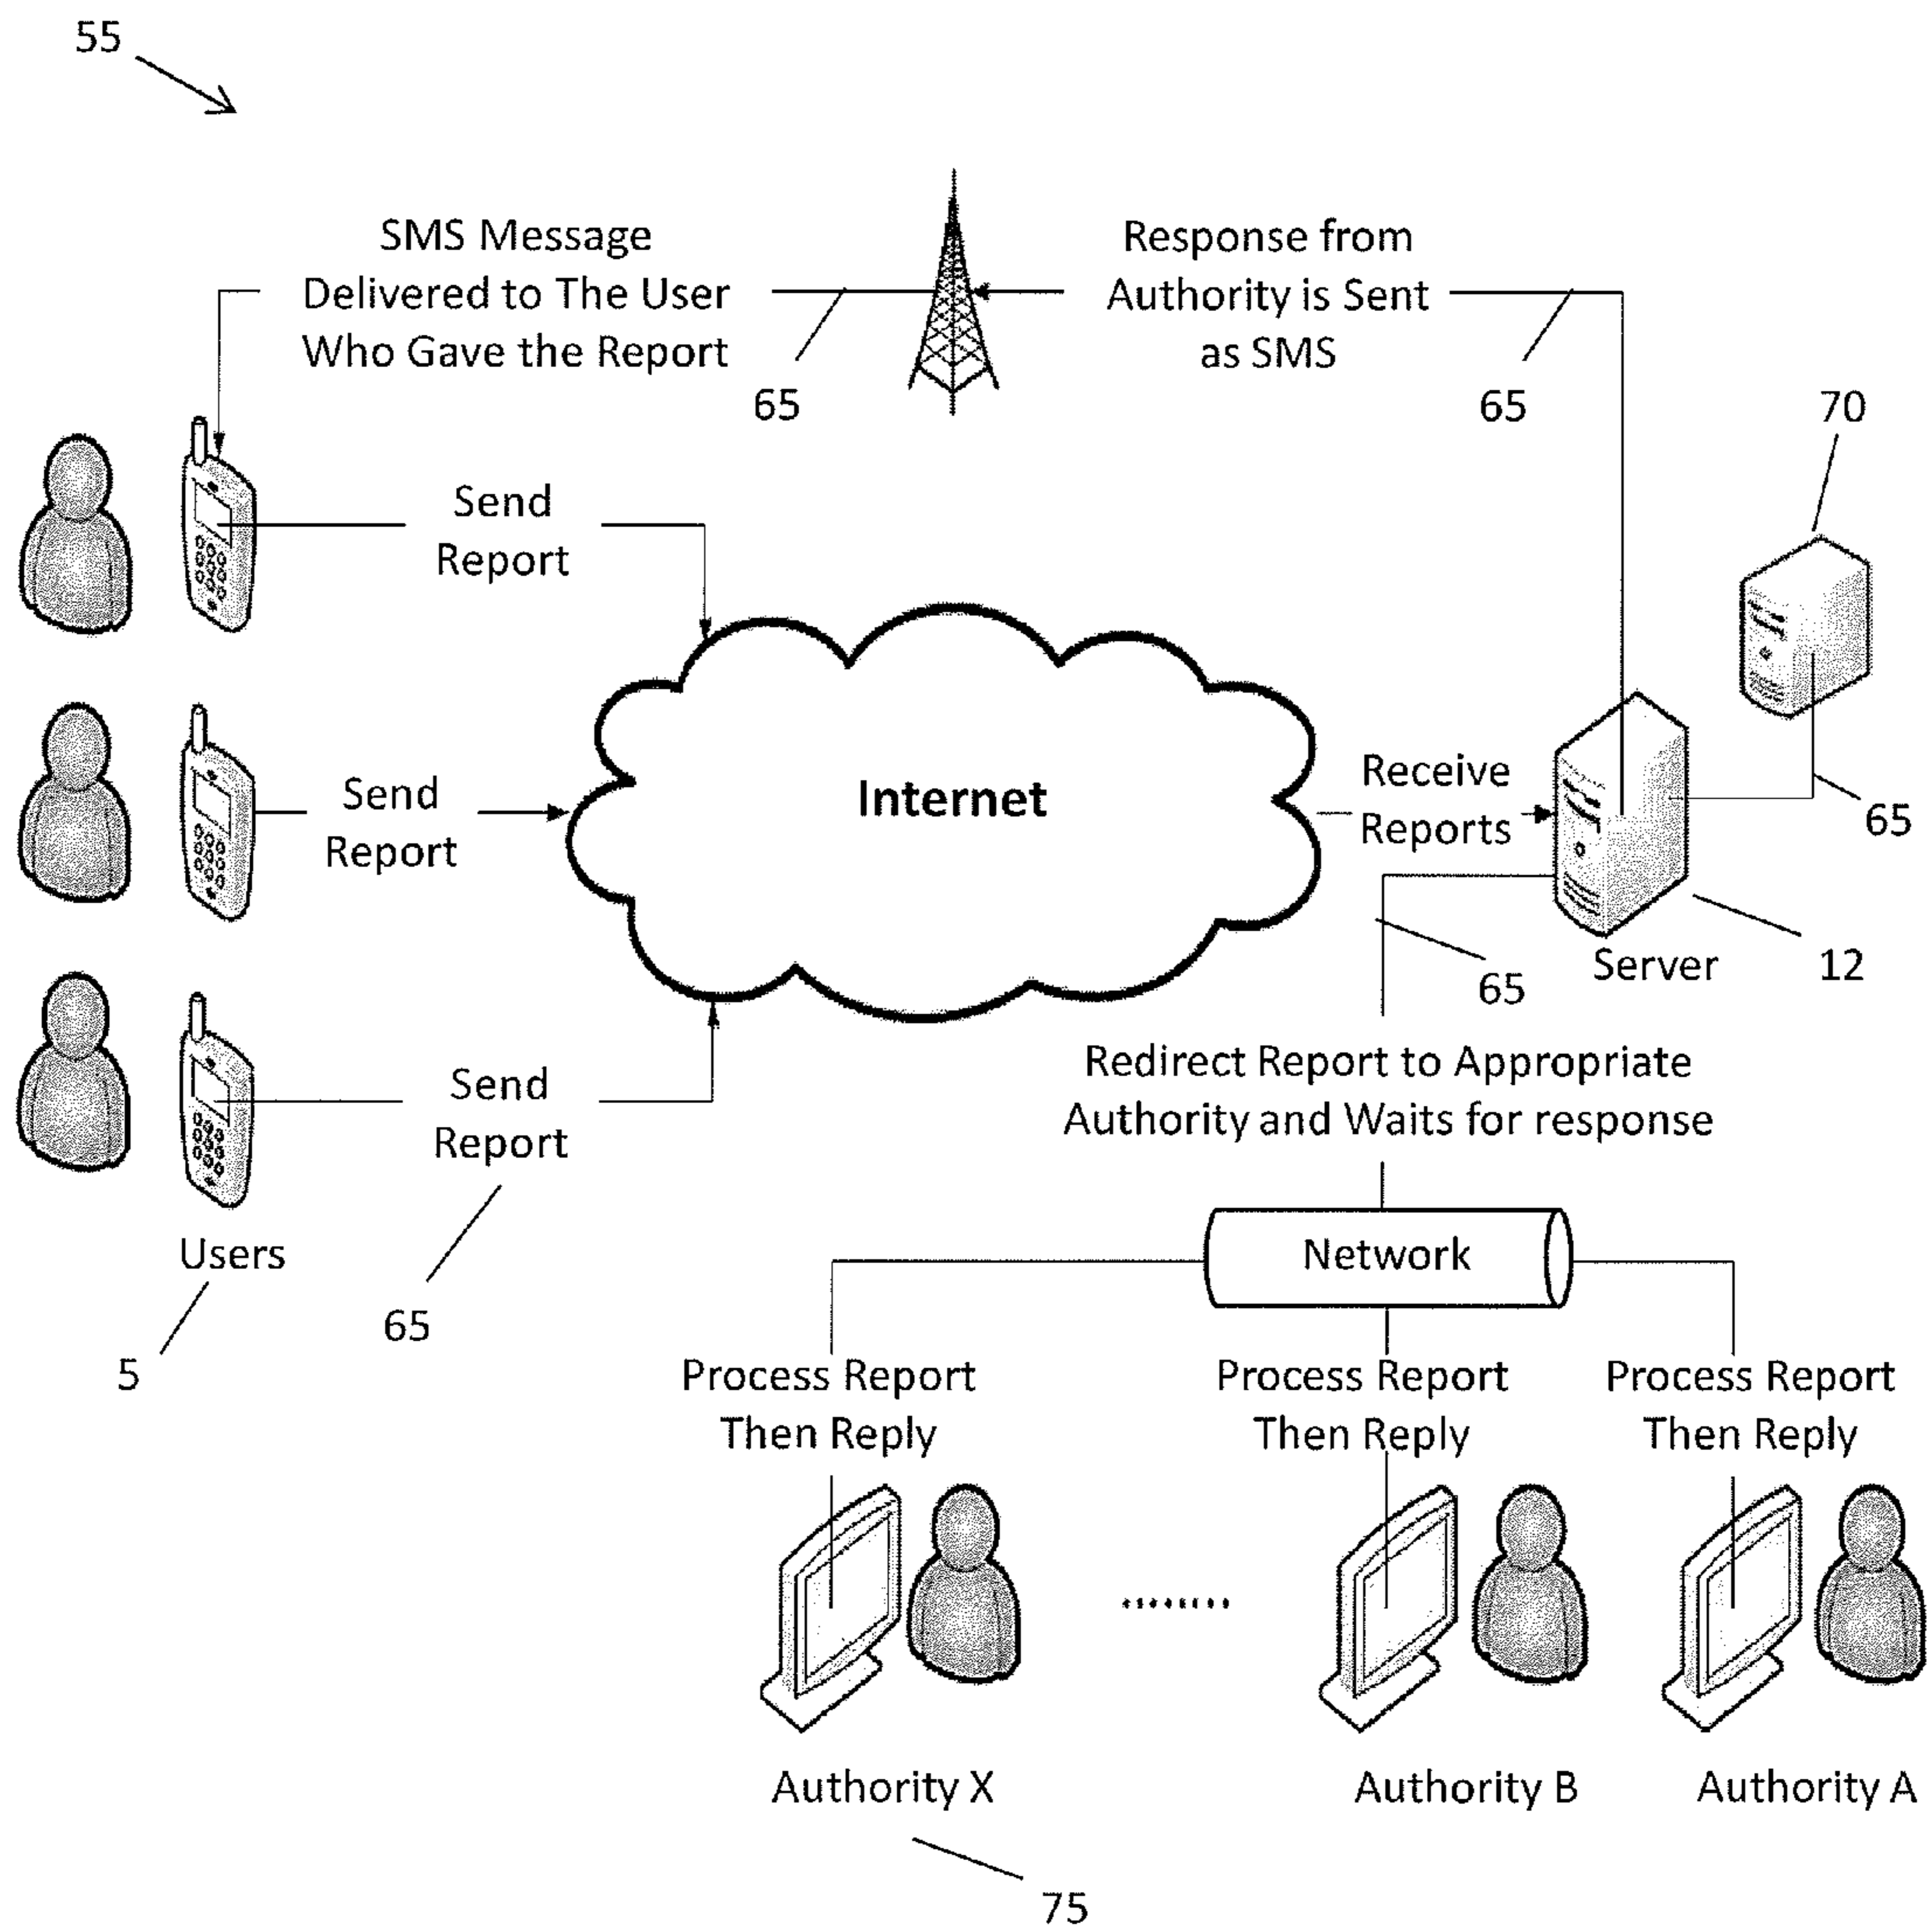 55
SMS Message
Delivered to The User
Who Gave the Report
Response from
Authority is Sent
as SMS
65
65
70
Send
Report
Internet
Receive
Reports
65
Send
Report
Server
12
65
Send
Report
Redirect Report to Appropriate
Authority and Waits for response
Users
5
65
Network
Process Report
Then Reply
Process Report
Then Reply
Process Report
Then Reply
Authority X
Authority B
Authority A
75